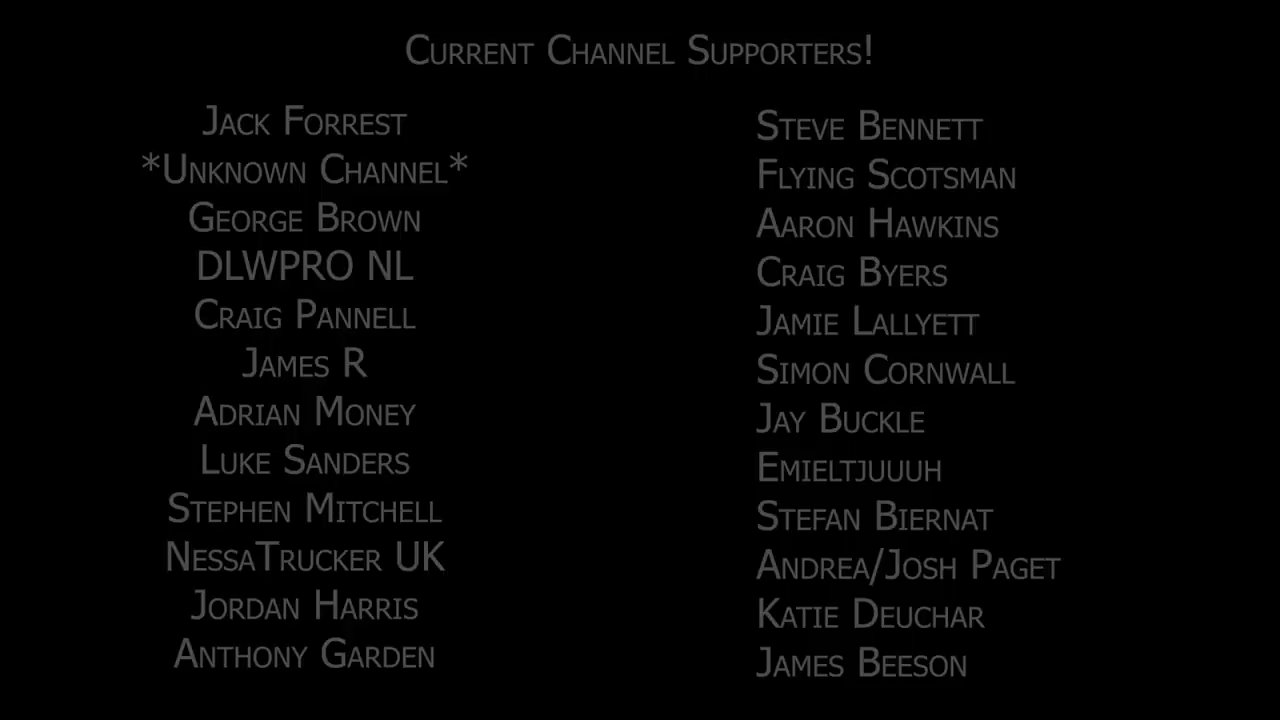 Current Channel Supporters!
Jack Forrest
*Unknown Channel*
George Brown
DLWPRO NL
Craig Pannell
James R
Adrian Money
Luke Sanders
Stephen Mitchell
NessaTrucker UK
Jordan Harris
Anthony Garden
Steve Bennett
Flying Scotsman
Aaron Hawkins
Craig Byers
Jamie Lallyett
Simon Cornwall
Jay Buckle
Emieltjuuuh
Stefan Biernat
Andrea/Josh Paget
Katie Deuchar
James Beeson